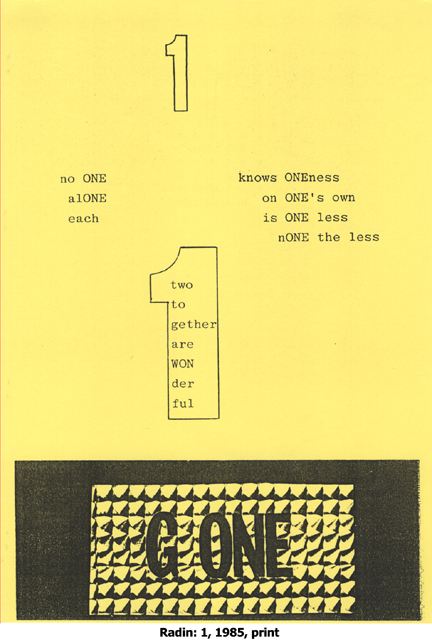 1
no ONE knows ONEness
alONE on ONE's own
each is ONE less
nONE the less
1
two
to
gether
are
WON
der
ful
G ONE
Radin: 1, 1985, print